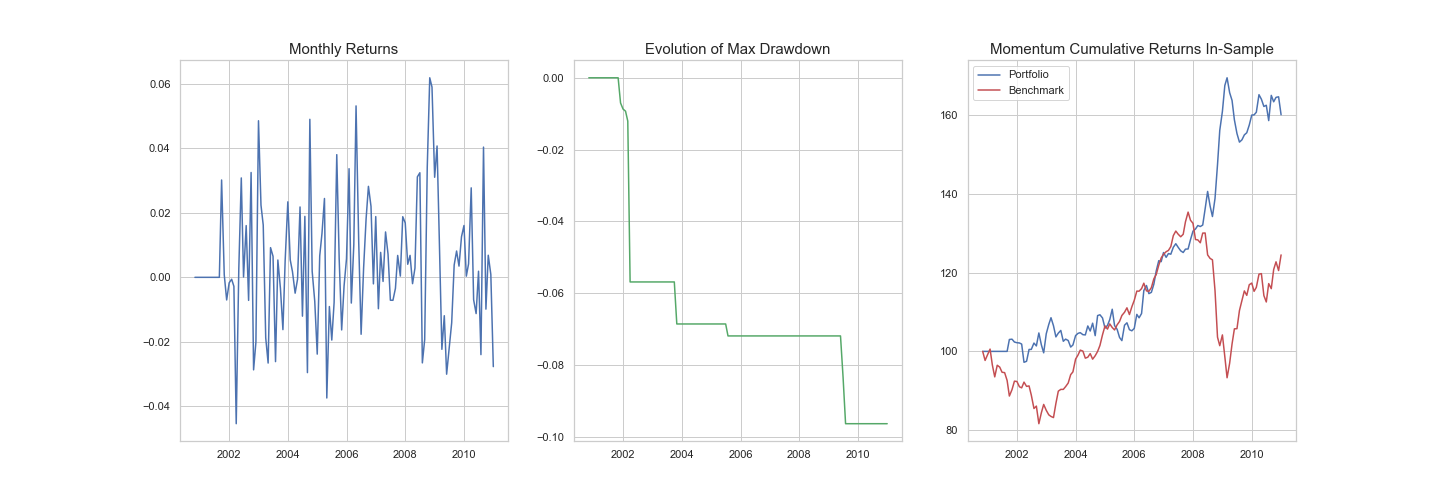 Monthly Returns
0.06
0.04
0.02
0.00
−0.02
−0.04
2002 2004 2006 2008 2010
Evolution of Max Drawdown
0.00
−0.02
−0.04
−0.06
−0.08
−0.10
2002 2004 2006 2008 2010
Momentum Cumulative Returns In-Sample
Portfolio
Benchmark
160
140
120
100
80
2002 2004 2006 2008 2010